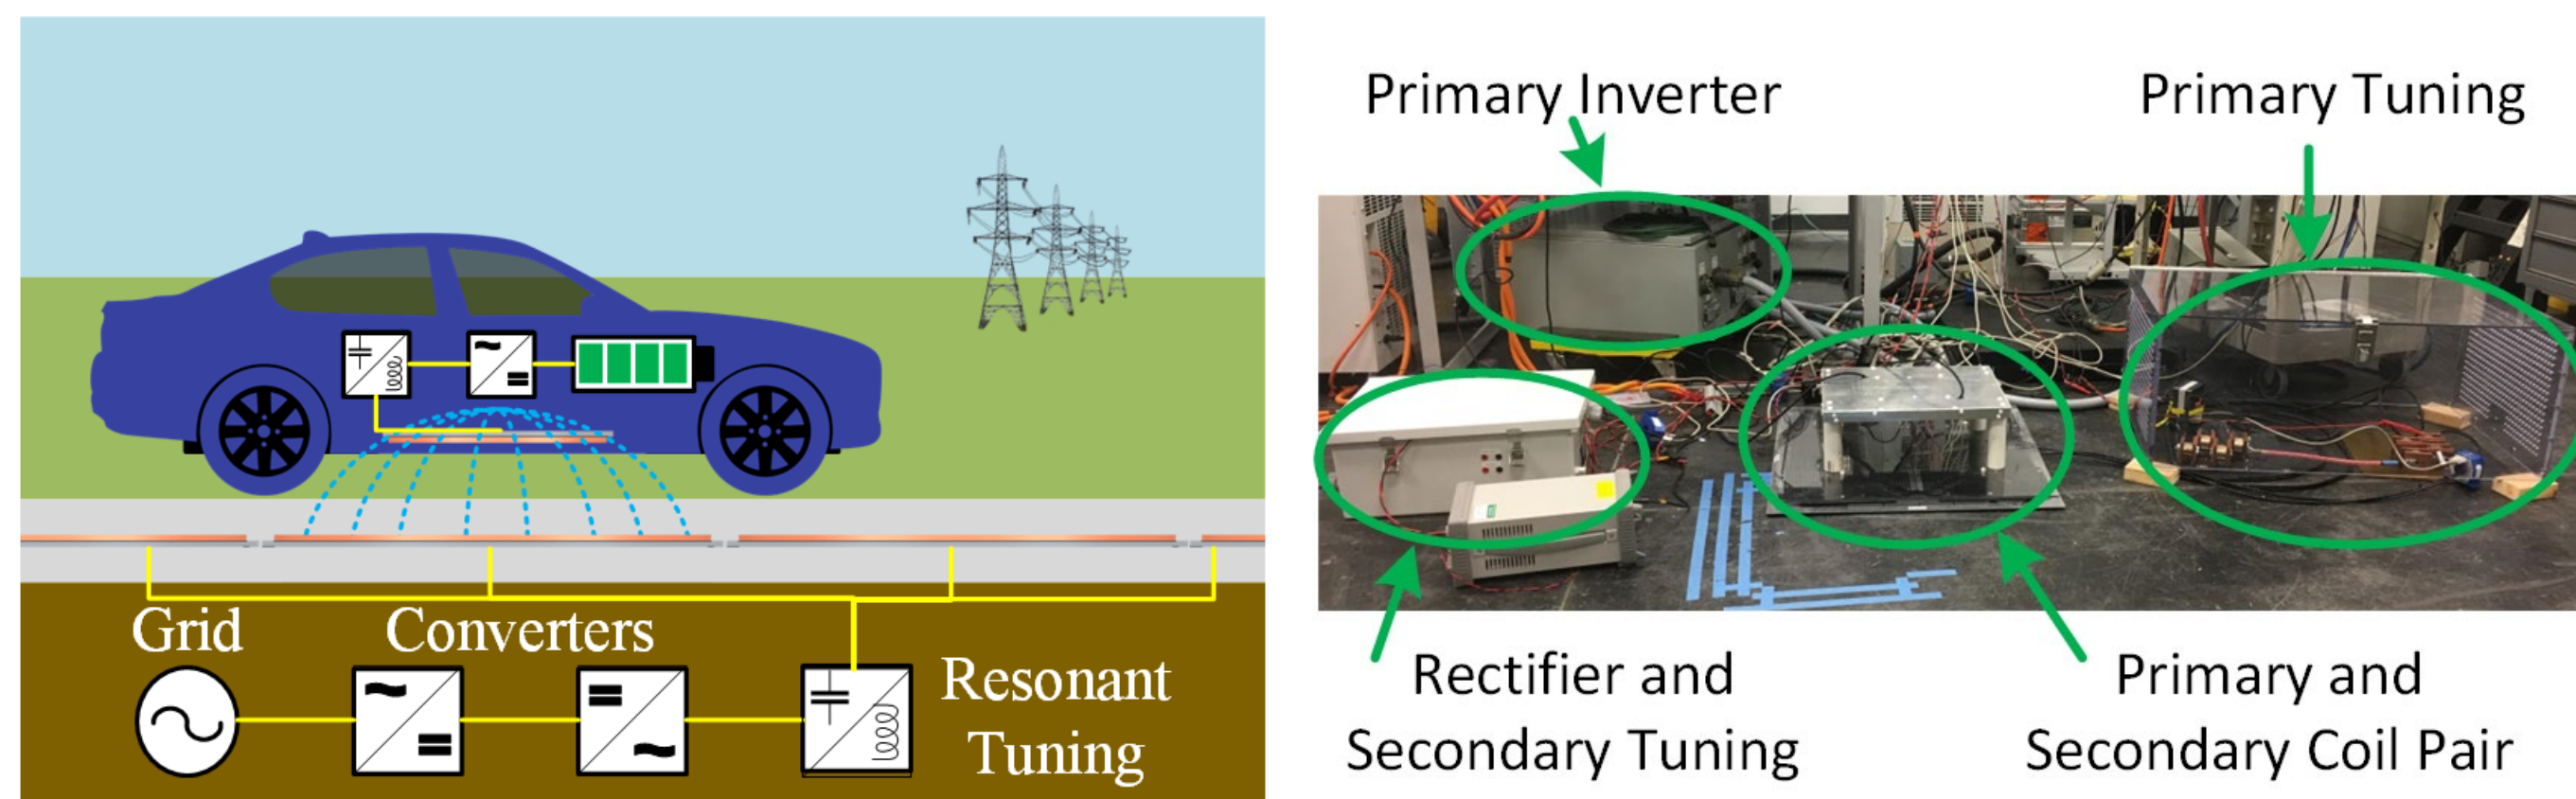 Grid
Converters
Resonant
Tuning
Primary Inverter
Primary Tuning
Rectifier and
Secondary Tuning
Primary and
Secondary Coil Pair